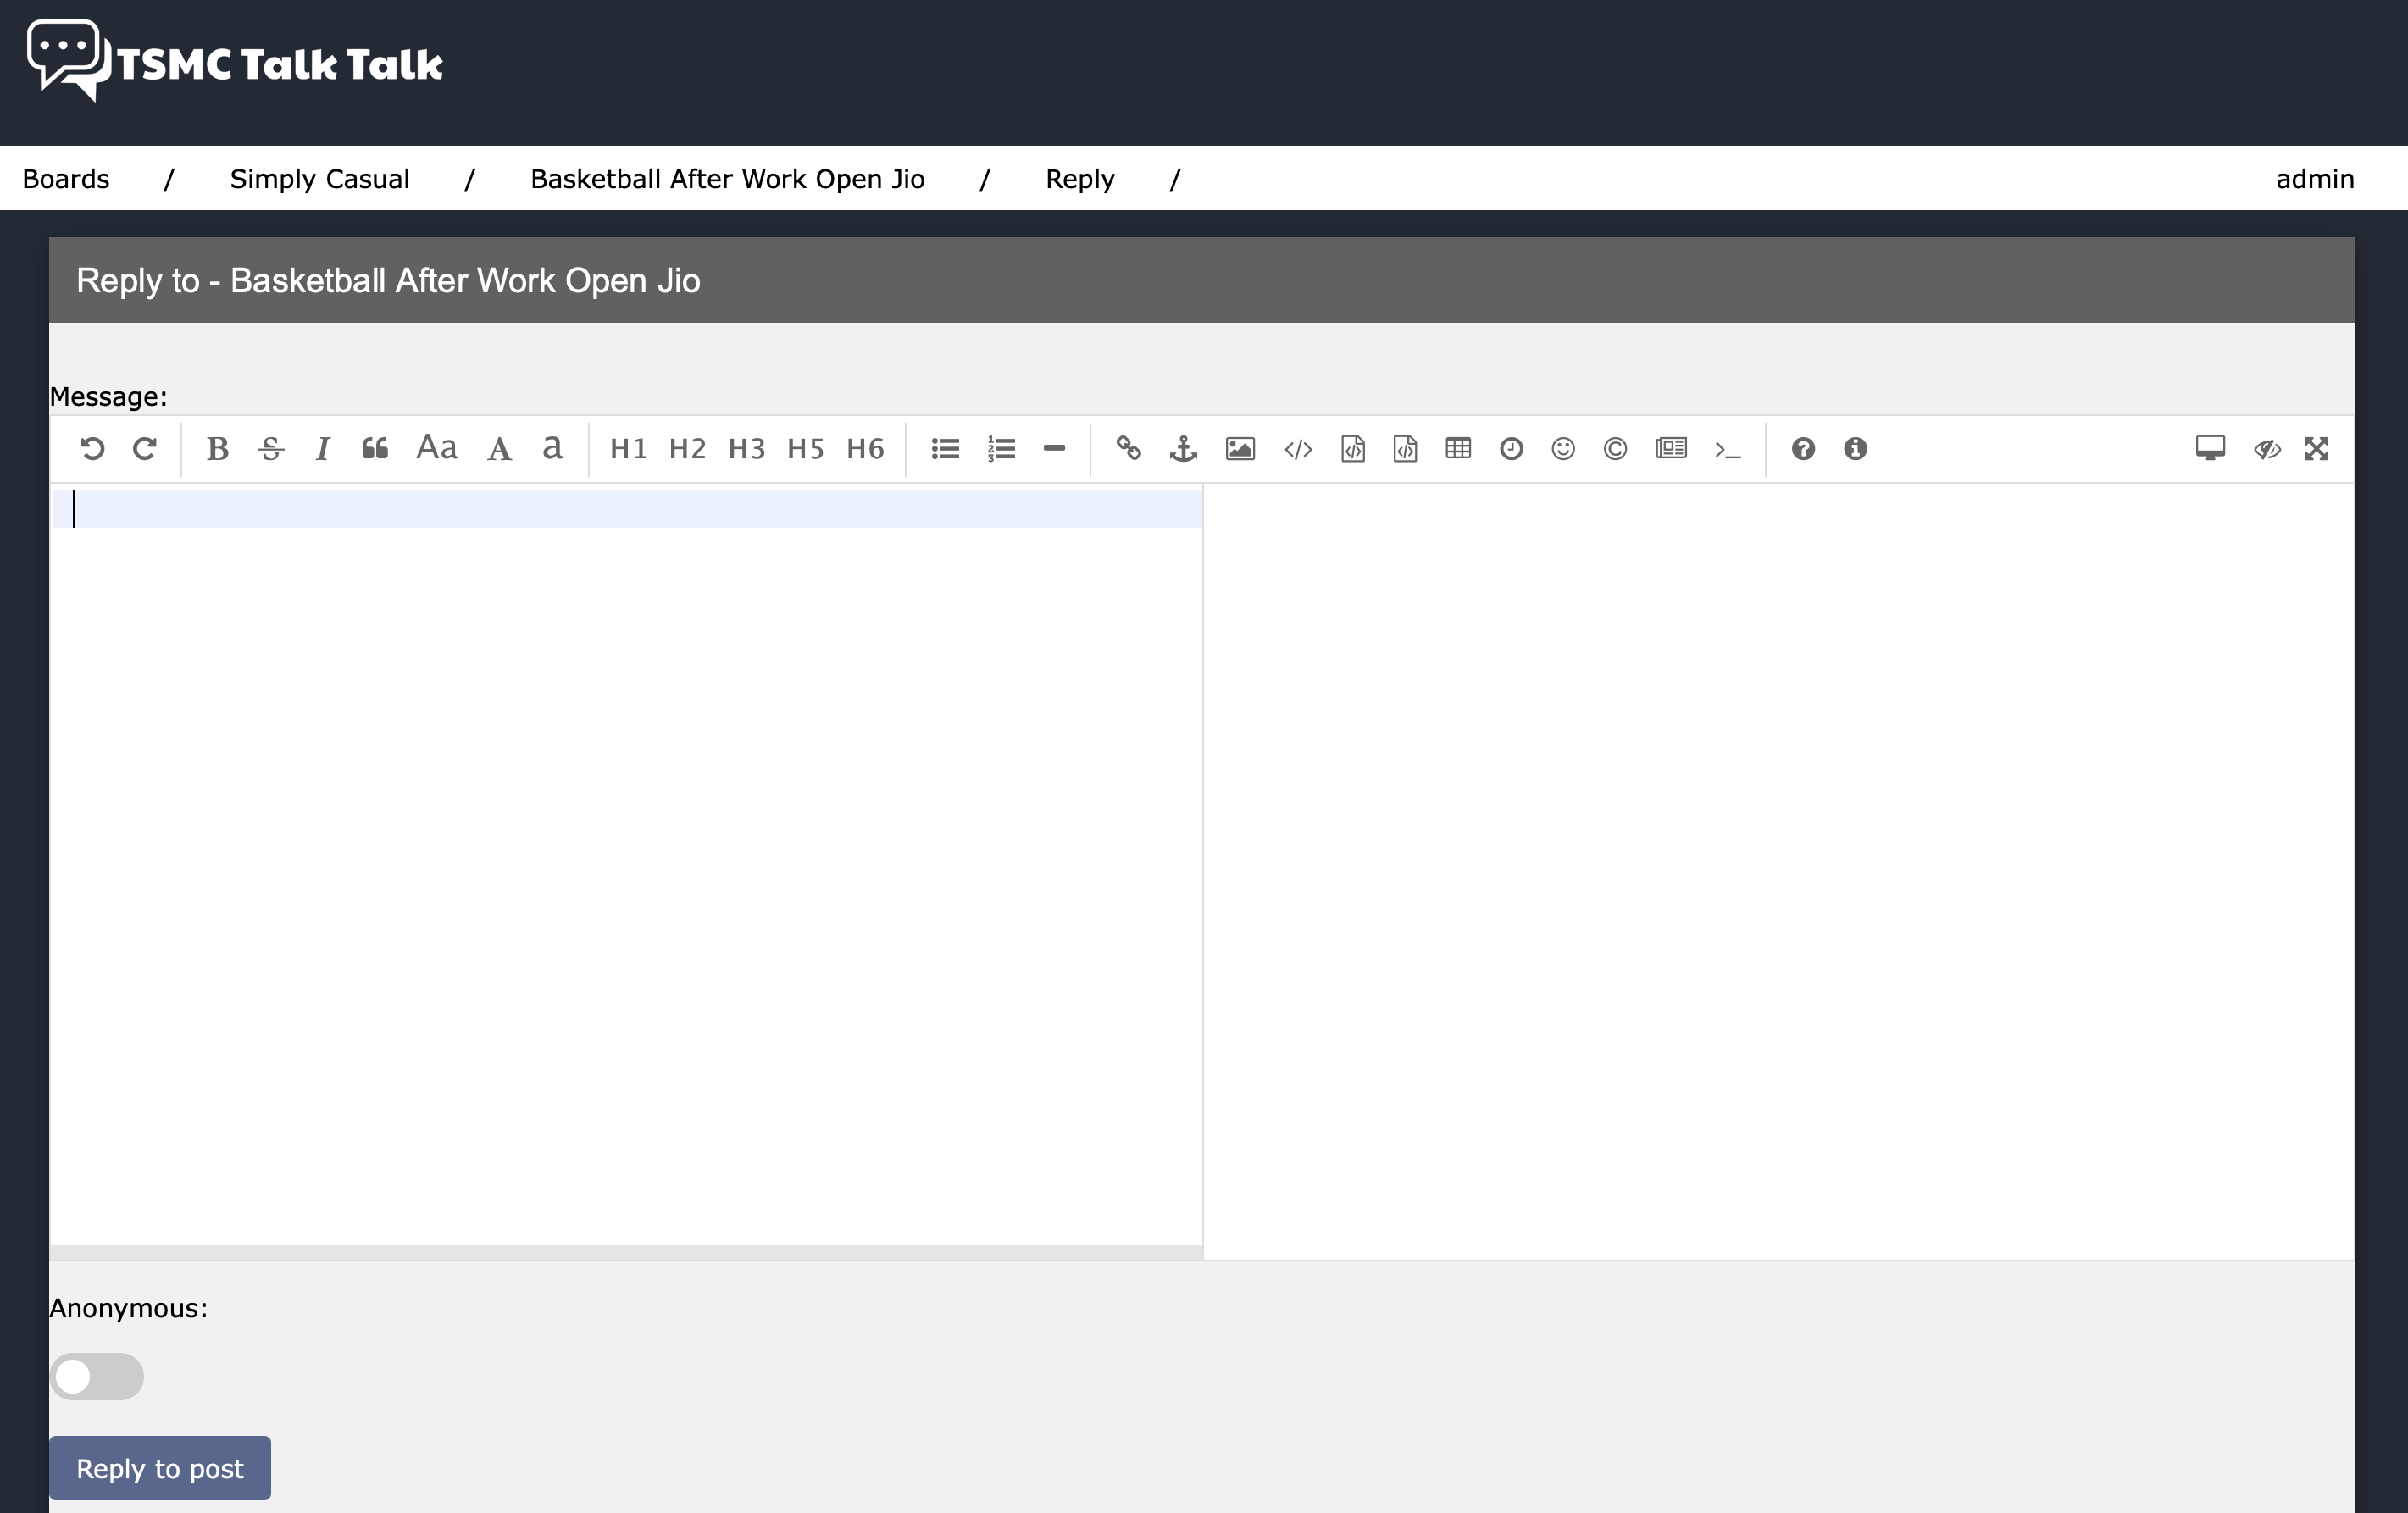 TSMC Talk Talk
Boards / Simply Casual / Basketball After Work Open Jio / Reply / admin
Reply to - Basketball After Work Open Jio
Message:
B S I Aa A a H1 H2 H3 H5 H6
Anonymous:
Reply to post